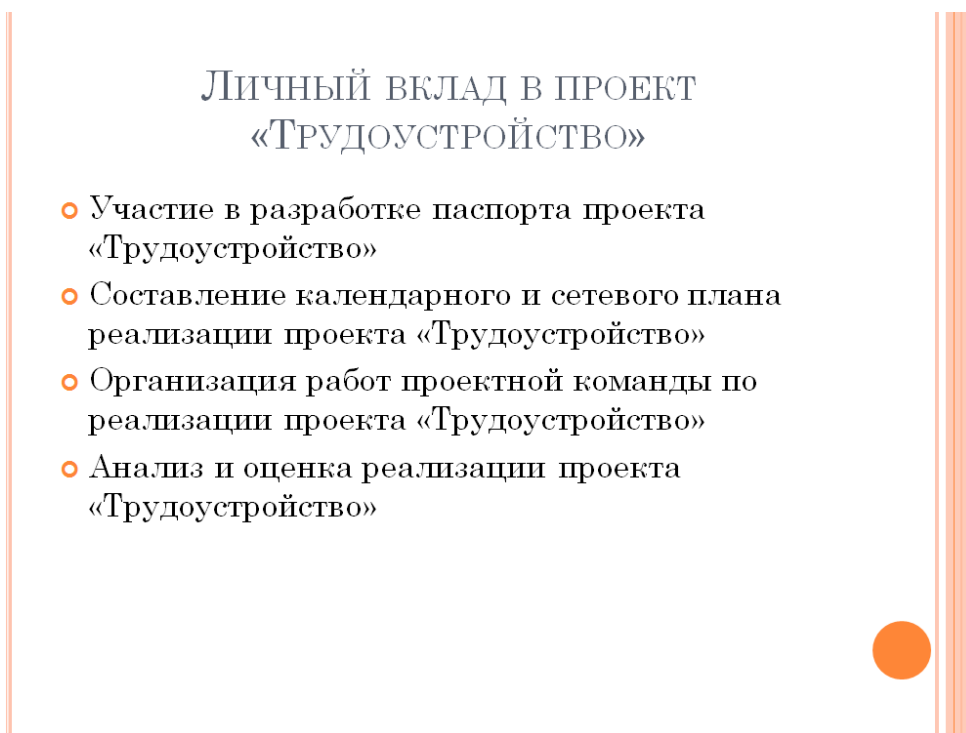 Личный вклад в проект
«Трудоустройство»
Участие в разработке паспорта проекта
«Трудоустройство»
Составление календарного и сетевого плана
реализации проекта «Трудоустройство»
Организация работ проектной команды по
реализации проекта «Трудоустройство»
Анализ и оценка реализации проекта
«Трудоустройство»